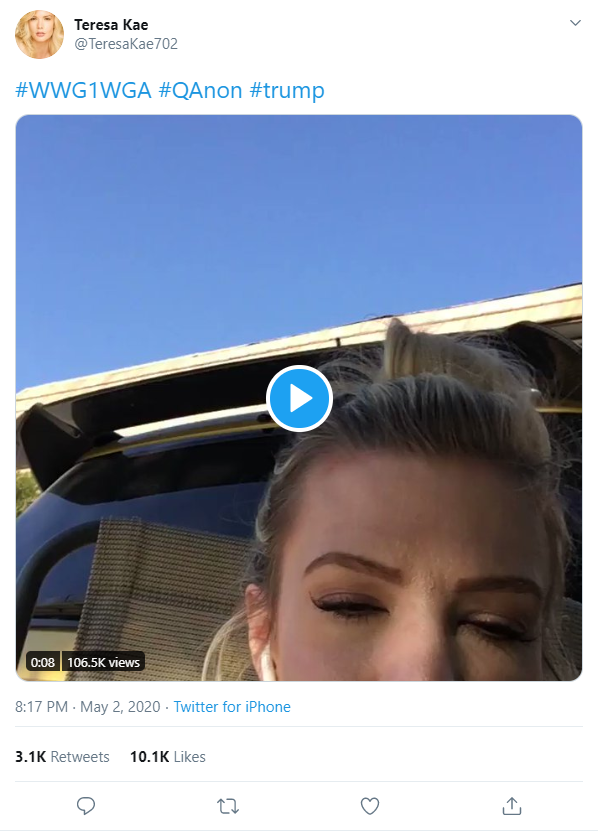 Teresa Kae
@TeresaKae702
#WWG1WGA #QAnon #trump
0:08 106.5K views
8:17 PM · May 2, 2020 · Twitter for iPhone
3.1K Retweets 10.1K Likes